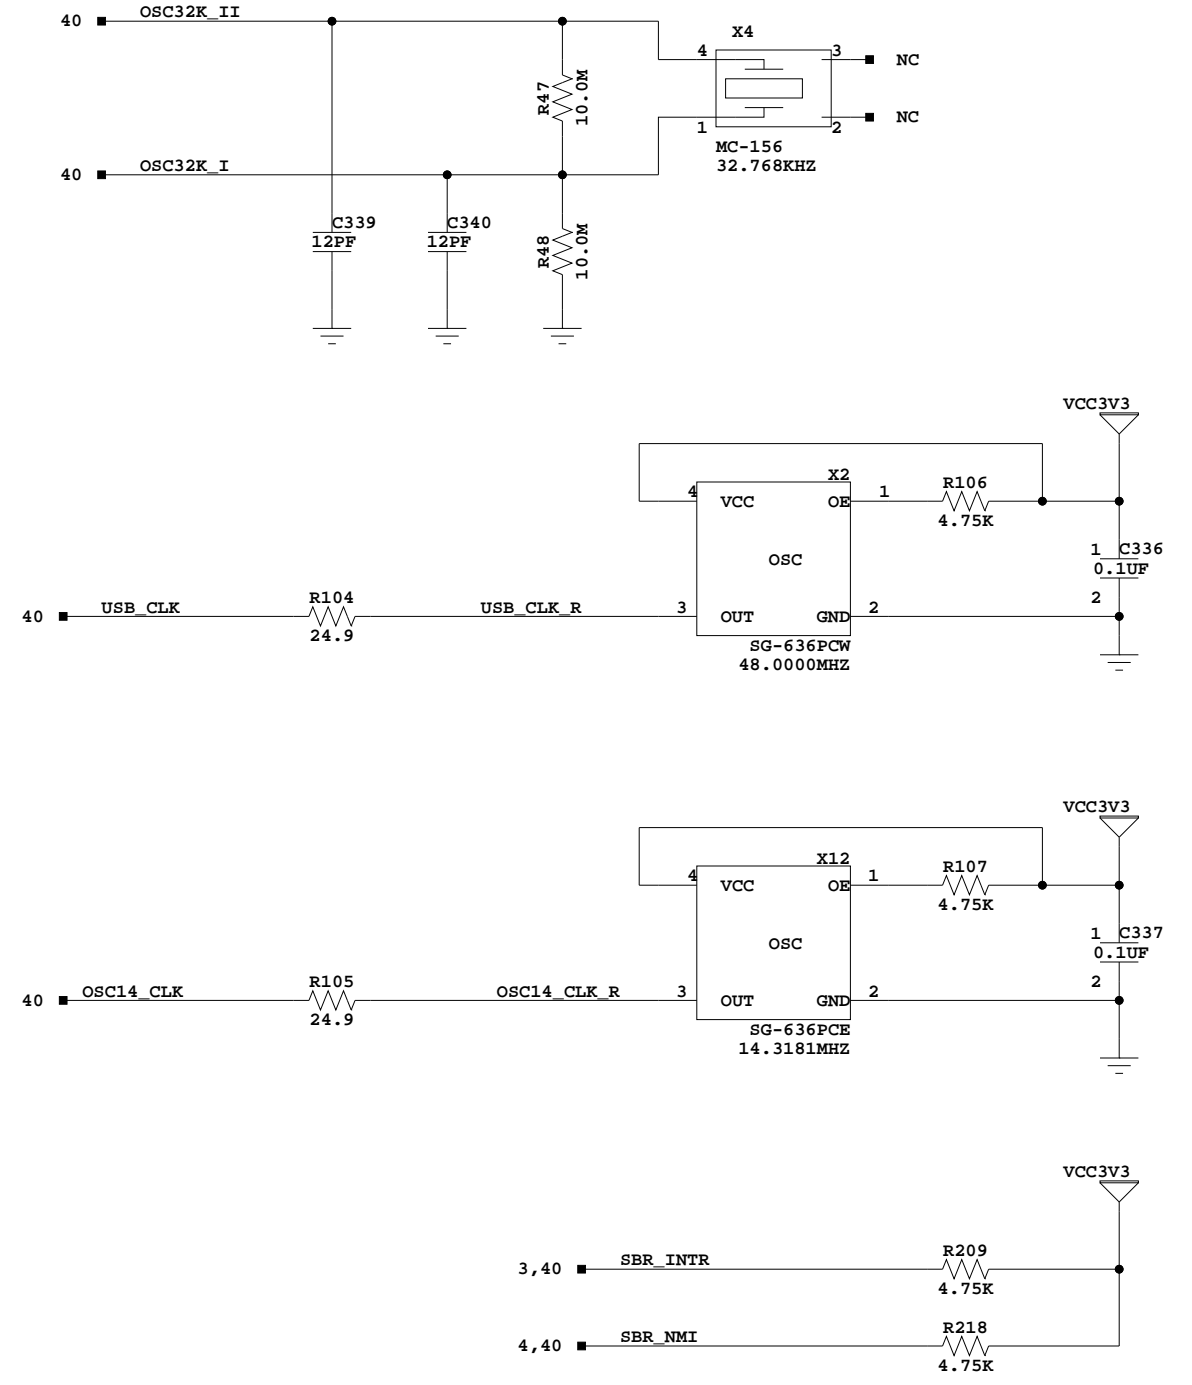 40 OSC32K_II
X4
4 3 NC
R47 10.0M
1 2 NC
MC-156
32.768KHZ
40 OSC32K_I
C339 C340
12PF 12PF
R48 10.0M
VCC3V3
X2
4 VCC OE 1 R106
4.75K
OSC
1 C336
0.1UF
2
40 USB_CLK R104 USB_CLK_R 3 OUT GND 2
24.9
SG-636PCW
48.0000MHZ
VCC3V3
X12
4 VCC OE 1 R107
4.75K
OSC
1 C337
0.1UF
2
40 OSC14_CLK R105 OSC14_CLK_R 3 OUT GND 2
24.9
SG-636PCE
14.3181MHZ
VCC3V3
3,40 SBR_INTR R209
4.75K
4,40 SBR_NMI R218
4.75K